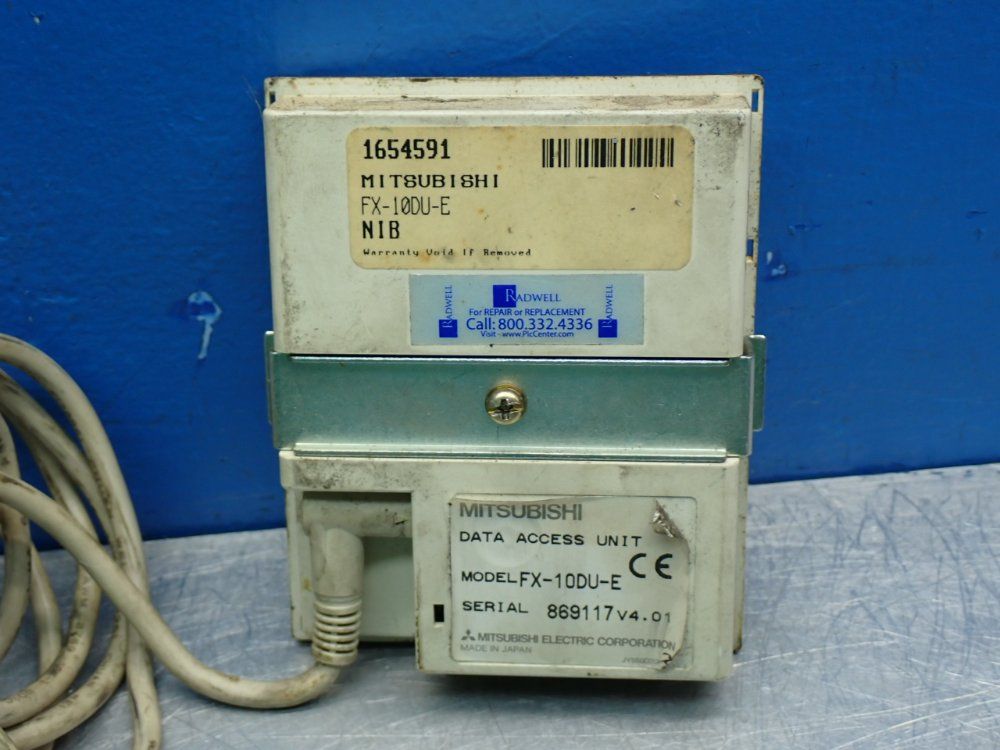 1654591
MITSUBISHI
FX-10DU-E
NIB
Warranty Void If Removed
RADWELL
RADWELL
For REPAIR or REPLACEMENT
Call: 800.332.4336
Visit - www.PlcCenter.com
RADWELL
MITSUBISHI
DATA ACCESS UNIT
CE
MODEL FX-10DU-E
SERIAL 869117 V4.01
MITSUBISHI ELECTRIC CORPORATION
MADE IN JAPAN